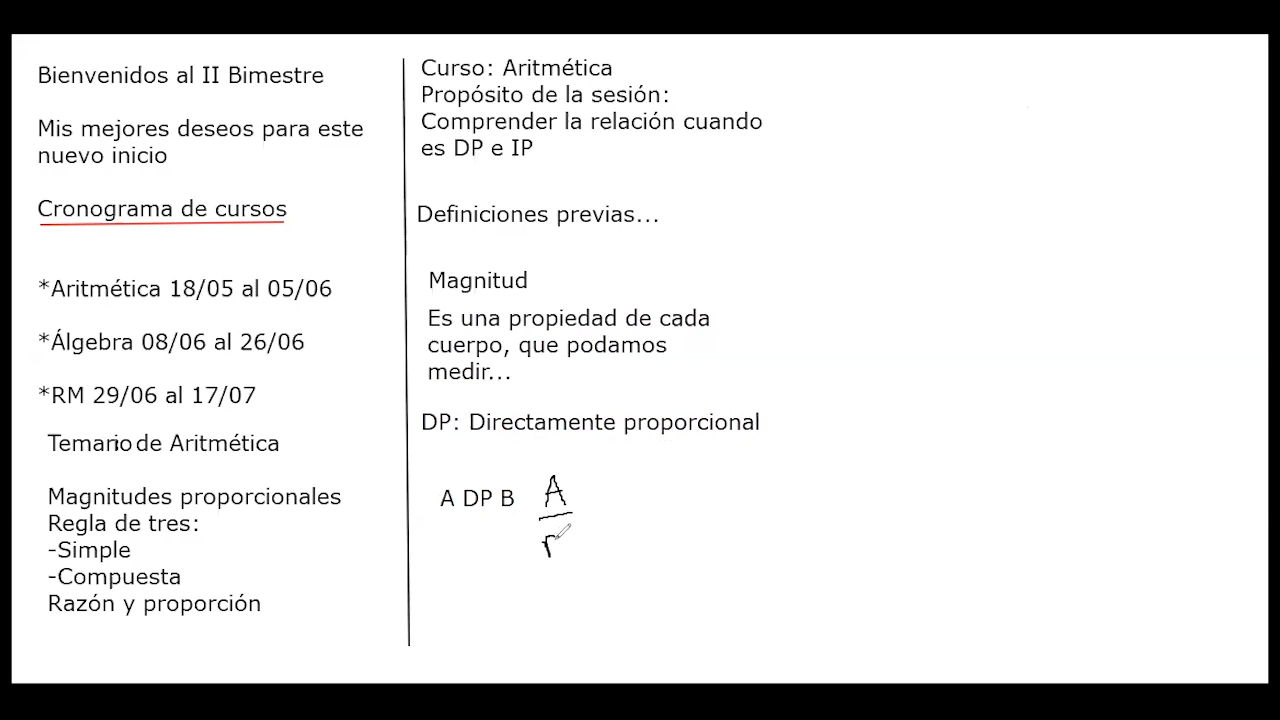 Bienvenidos al II Bimestre
Mis mejores deseos para este
nuevo inicio
Cronograma de cursos
*Aritmética 18/05 al 05/06
*Álgebra 08/06 al 26/06
*RM 29/06 al 17/07
Temario de Aritmética
Magnitudes proporcionales
Regla de tres:
-Simple
-Compuesta
Razón y proporción
Curso: Aritmética
Propósito de la sesión:
Comprender la relación cuando
es DP e IP
Definiciones previas...
Magnitud
Es una propiedad de cada
cuerpo, que podamos
medir...
DP: Directamente proporcional
A DP B
A